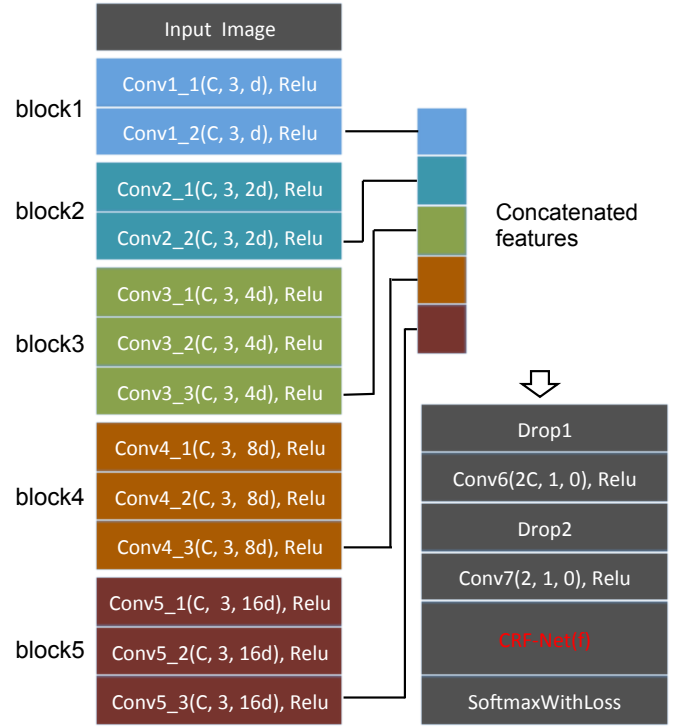 Input Image
block1
Conv1_1(C, 3, d), Relu
Conv1_2(C, 3, d), Relu
block2
Conv2_1(C, 3, 2d), Relu
Conv2_2(C, 3, 2d), Relu
block3
Conv3_1(C, 3, 4d), Relu
Conv3_2(C, 3, 4d), Relu
Conv3_3(C, 3, 4d), Relu
block4
Conv4_1(C, 3, 8d), Relu
Conv4_2(C, 3, 8d), Relu
Conv4_3(C, 3, 8d), Relu
block5
Conv5_1(C, 3, 16d), Relu
Conv5_2(C, 3, 16d), Relu
Conv5_3(C, 3, 16d), Relu
Concatenated
features
Drop1
Conv6(2C, 1, 0), Relu
Drop2
Conv7(2, 1, 0), Relu
CRF-Net(f)
SoftmaxWithLoss